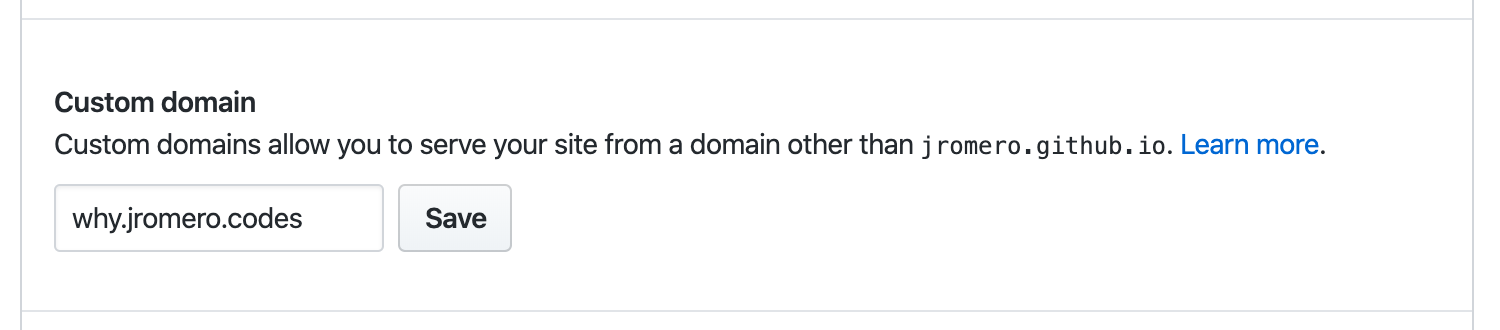 Custom domain
Custom domains allow you to serve your site from a domain other than jromero.github.io. Learn more.
why.jromero.codes
Save